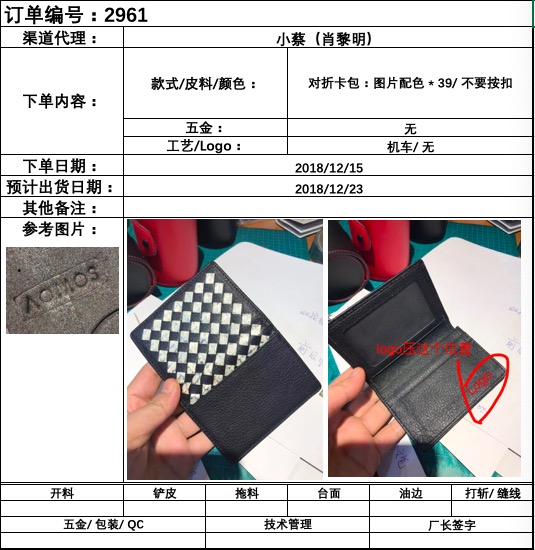 订单编号：2961
渠道代理： 小蔡（肖黎明）
下单内容： 款式/皮料/颜色： 对折卡包：图片配色 * 39/ 不要按扣
五金： 无
工艺/Logo： 机车/ 无
下单日期： 2018/12/15
预计出货日期： 2018/12/23
其他备注：
参考图片：
logo压这个位置
Logo
开料 铲皮 拖料 台面 油边 打斩/ 缝线
五金/ 包装/ QC 技术管理 厂长签字